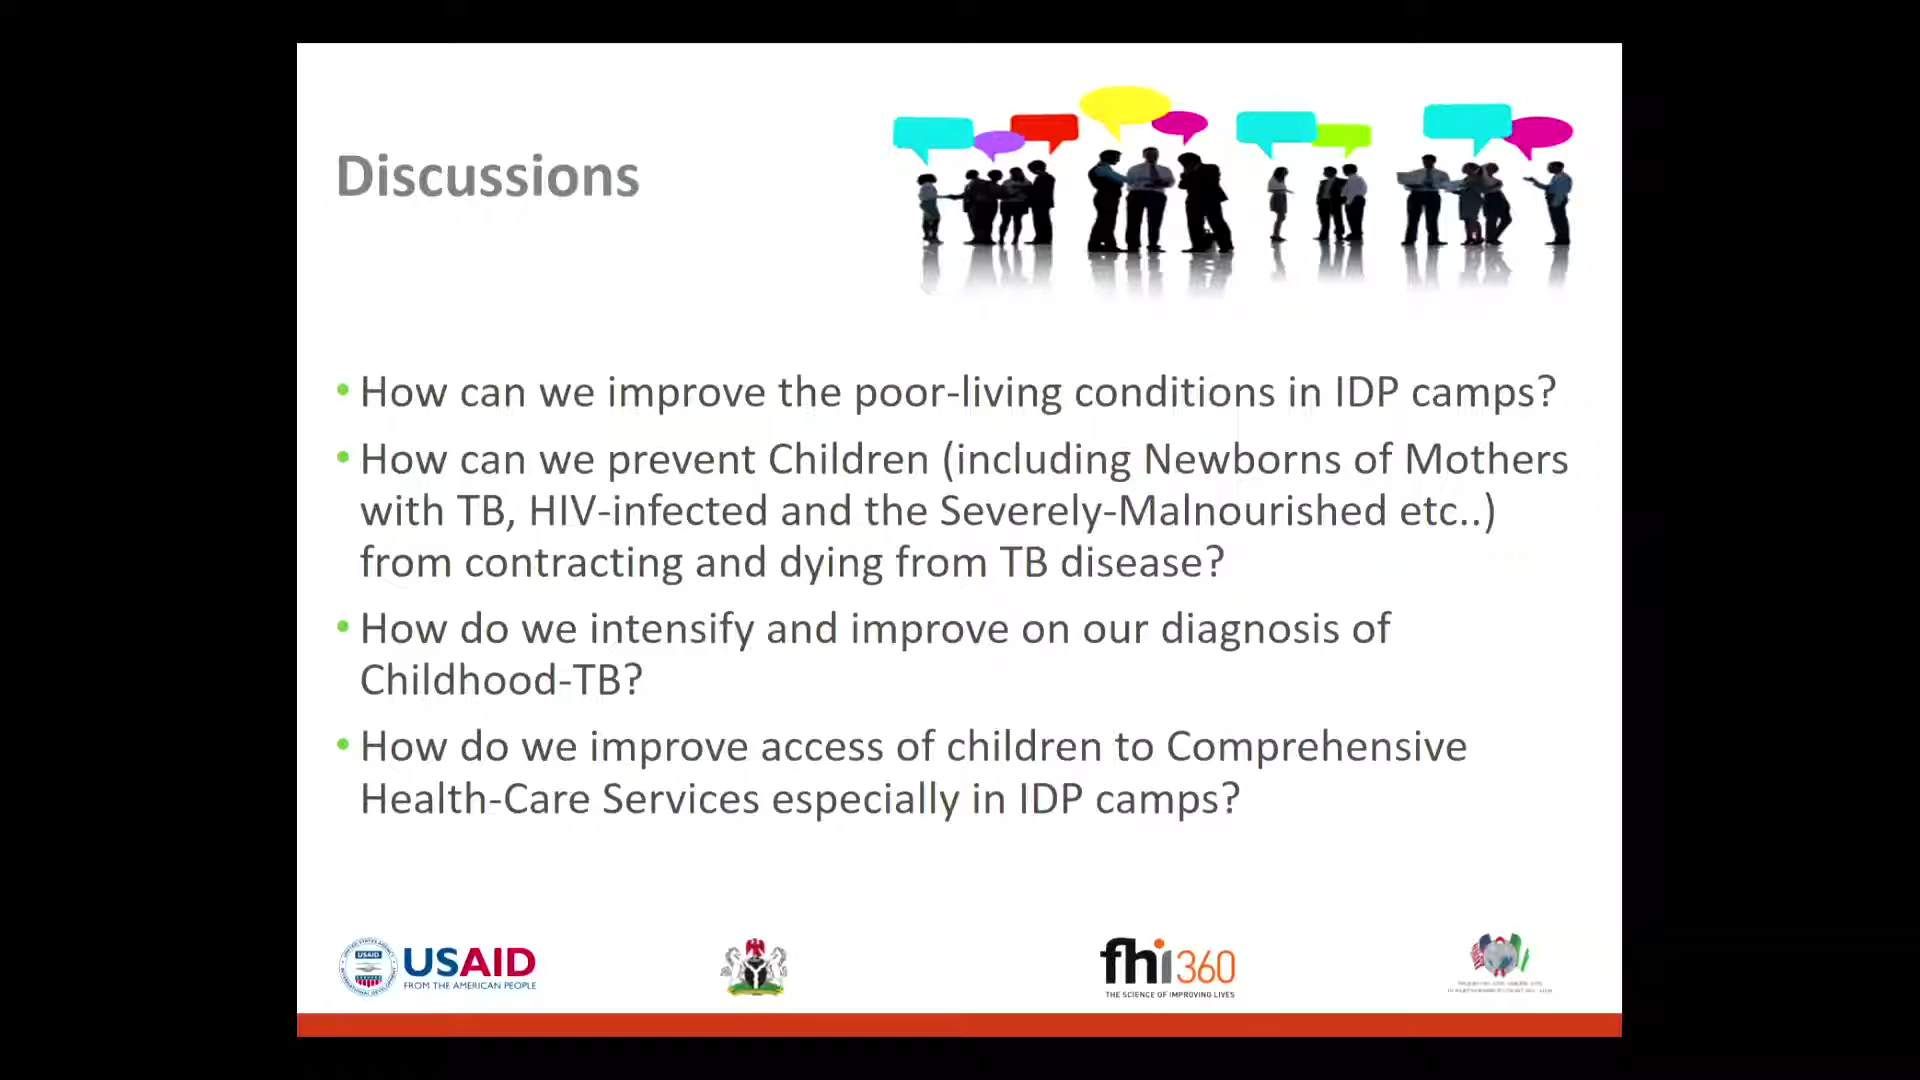 Discussions
• How can we improve the poor-living conditions in IDP camps?
• How can we prevent Children (including Newborns of Mothers
with TB, HIV-infected and the Severely-Malnourished etc..)
from contracting and dying from TB disease?
• How do we intensify and improve on our diagnosis of
Childhood-TB?
• How do we improve access of children to Comprehensive
Health-Care Services especially in IDP camps?
USAID
USAID
FROM THE AMERICAN PEOPLE
fhi360
THE SCIENCE OF IMPROVING LIVES